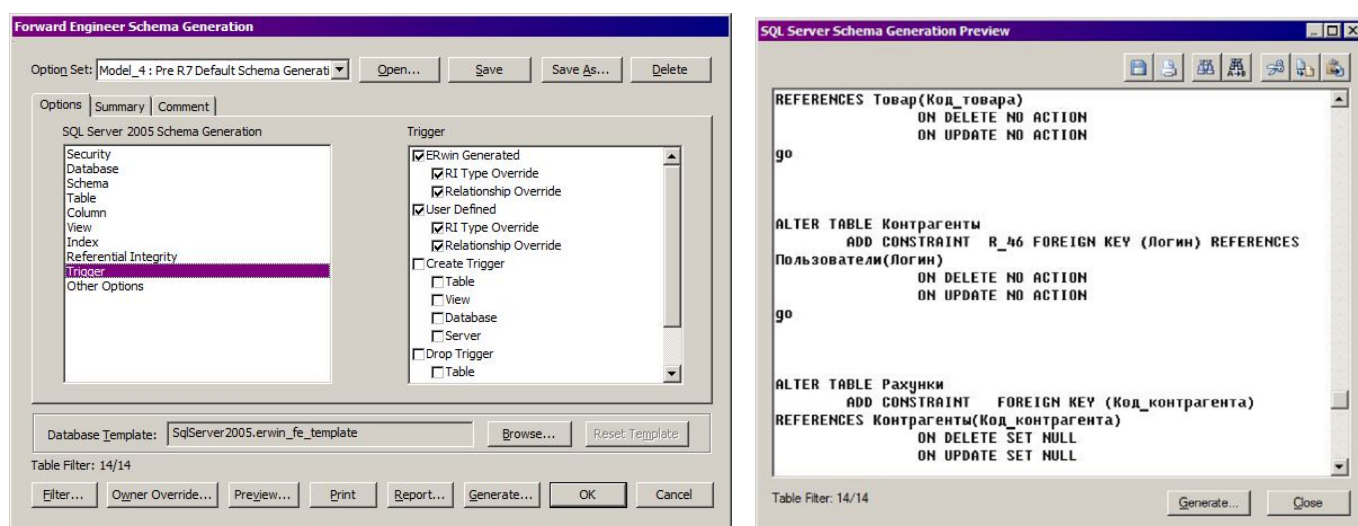 Forward Engineer Schema Generation
Option Set: Model_4 : Pre R7 Default Schema Generati Open... Save Save As... Delete
Options Summary Comment
SQL Server 2005 Schema Generation
Security
Database
Schema
Table
Column
View
Index
Referential Integrity
Trigger
Other Options
Trigger
ERwin Generated
RI Type Override
Relationship Override
User Defined
RI Type Override
Relationship Override
Create Trigger
Table
View
Database
Server
Drop Trigger
Table
Database Template: SqlServer2005.erwin_fe_template Browse... Reset Template
Table Filter: 14/14
Filter... Owner Override... Preview... Print Report... Generate... OK Cancel
SQL Server Schema Generation Preview
REFERENCES Товар(Код_товара)
ON DELETE NO ACTION
ON UPDATE NO ACTION
go
ALTER TABLE Контрагенты
ADD CONSTRAINT R_46 FOREIGN KEY (Логин) REFERENCES
Пользователи(Логин)
ON DELETE NO ACTION
ON UPDATE NO ACTION
go
ALTER TABLE Рахунки
ADD CONSTRAINT FOREIGN KEY (Код_контрагента)
REFERENCES Контрагенты(Код_контрагента)
ON DELETE SET NULL
ON UPDATE SET NULL
Table Filter: 14/14
Generate... Close